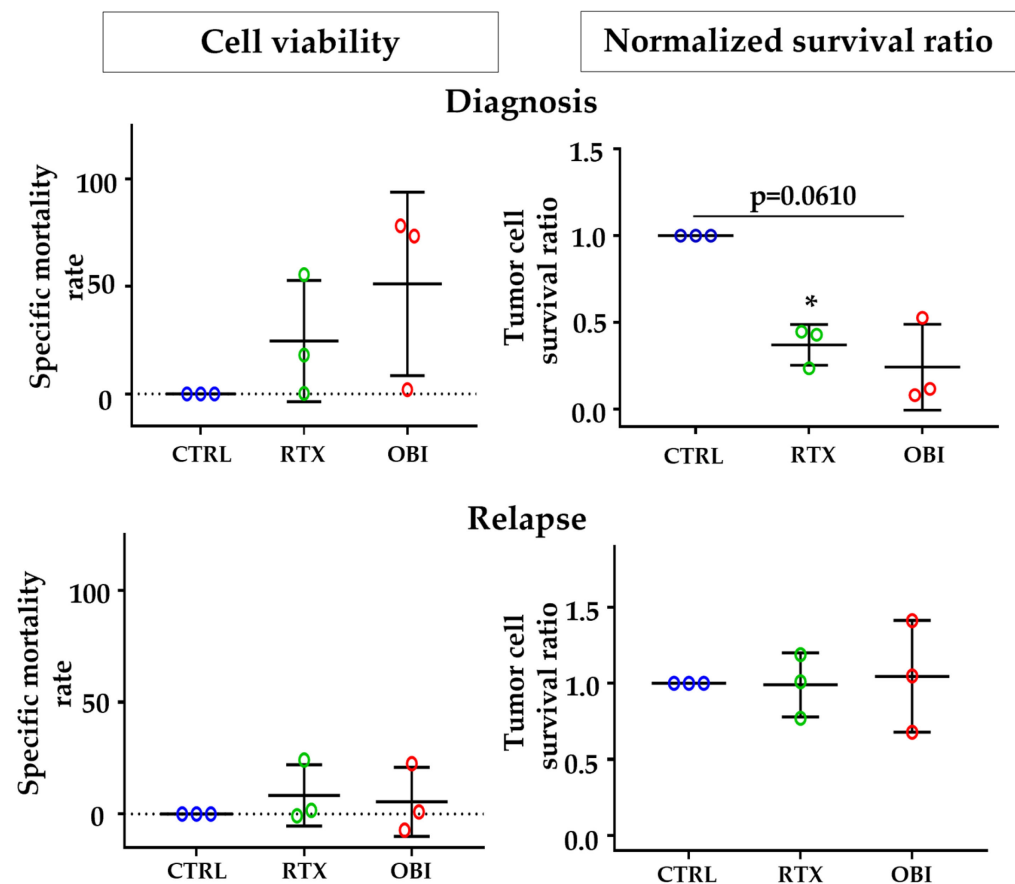 Cell viability
Normalized survival ratio
Diagnosis
Specific mortality
rate
100
50
0
CTRL
RTX
OBI
Tumor cell
survival ratio
1.5
1.0
0.5
0.0
p=0.0610
*
CTRL
RTX
OBI
Relapse
Specific mortality
rate
100
50
0
CTRL
RTX
OBI
Tumor cell
survival ratio
1.5
1.0
0.5
0.0
CTRL
RTX
OBI